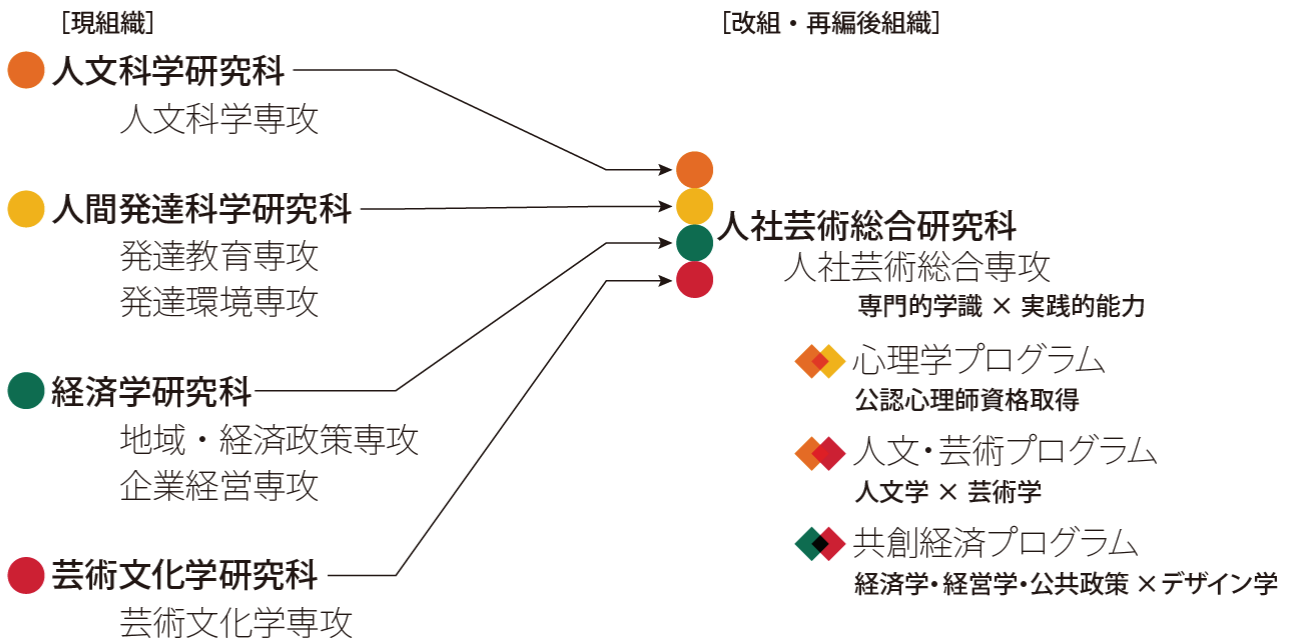 [現組織]
人文科学研究科
人文科学専攻
人間発達科学研究科
発達教育専攻
発達環境専攻
経済学研究科
地域・経済政策専攻
企業経営専攻
芸術文化学研究科
芸術文化学専攻
[改組・再編後組織]
人社芸術総合研究科
人社芸術総合専攻
専門的学識 × 実践的能力
心理学プログラム
公認心理師資格取得
人文・芸術プログラム
人文学 × 芸術学
共創経済プログラム
経済学・経営学・公共政策 × デザイン学